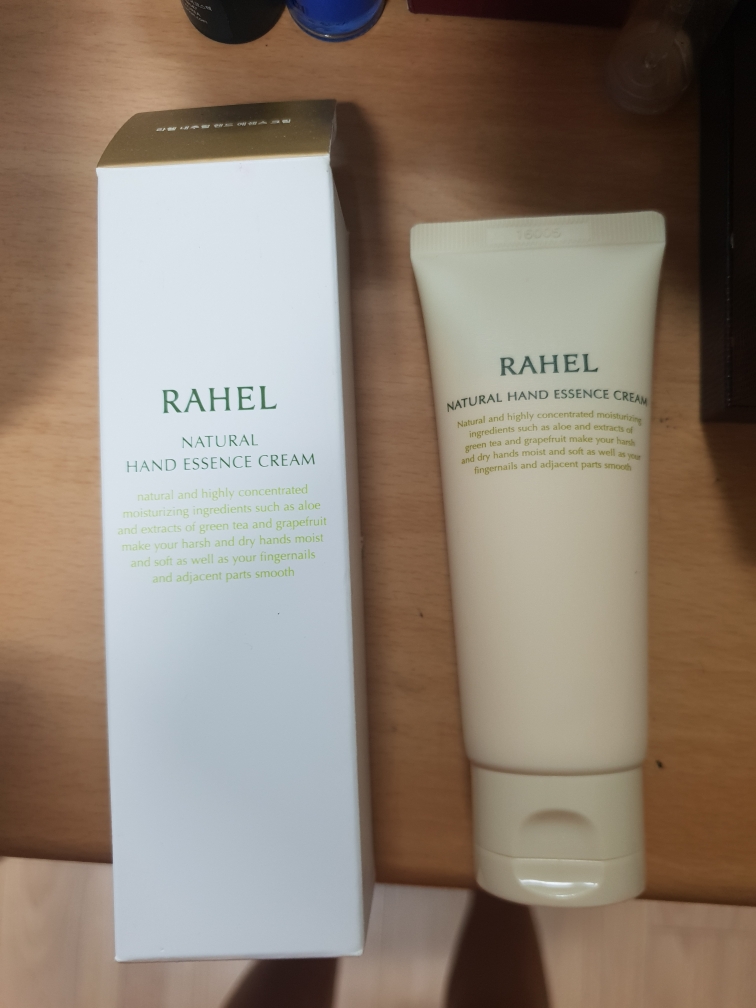 RAHEL
NATURAL
HAND ESSENCE CREAM
natural and highly concentrated
moisturizing ingredients such as aloe
and extracts of green tea and grapefruit
make your harsh and dry hands moist
and soft as well as your fingernails
and adjacent parts smooth
RAHEL
NATURAL HAND ESSENCE CREAM
Natural and highly concentrated moisturizing
ingredients such as aloe and extracts of
green tea and grapefruit make your harsh
and dry hands moist and soft as well as your
fingernails and adjacent parts smooth